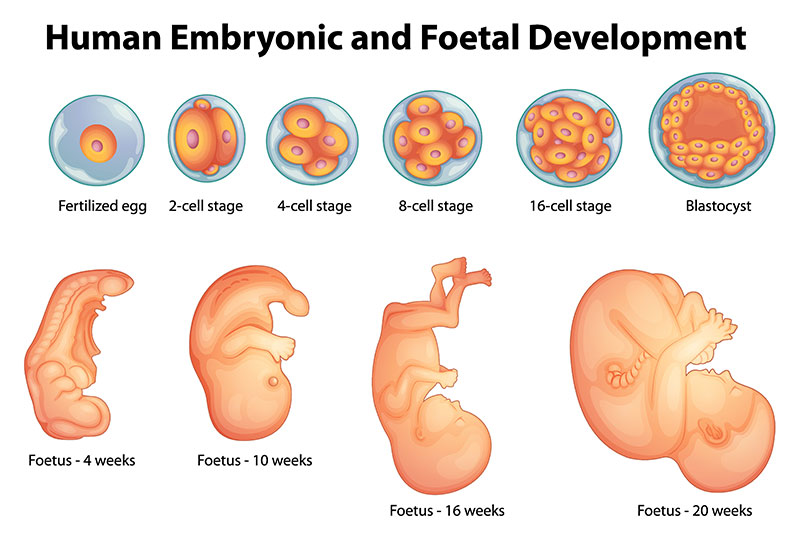 Human Embryonic and Foetal Development
Fertilized egg
2-cell stage
4-cell stage
8-cell stage
16-cell stage
Blastocyst
Foetus - 4 weeks
Foetus - 10 weeks
Foetus - 16 weeks
Foetus - 20 weeks